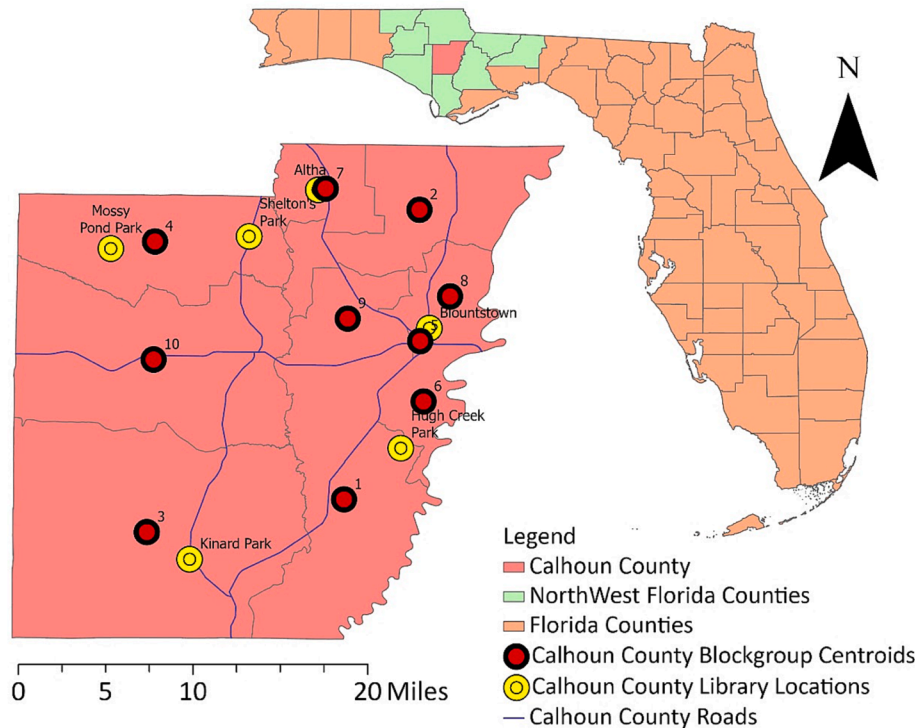 N
Altha
7
Shelton's
Park
2
Mossy
Pond Park
4
8
Blountstown
9
5
10
6
Hugh Creek
Park
1
3
Kinard Park
Legend
Calhoun County
NorthWest Florida Counties
Florida Counties
Calhoun County Blockgroup Centroids
Calhoun County Library Locations
Calhoun County Roads
0 5 10 20 Miles